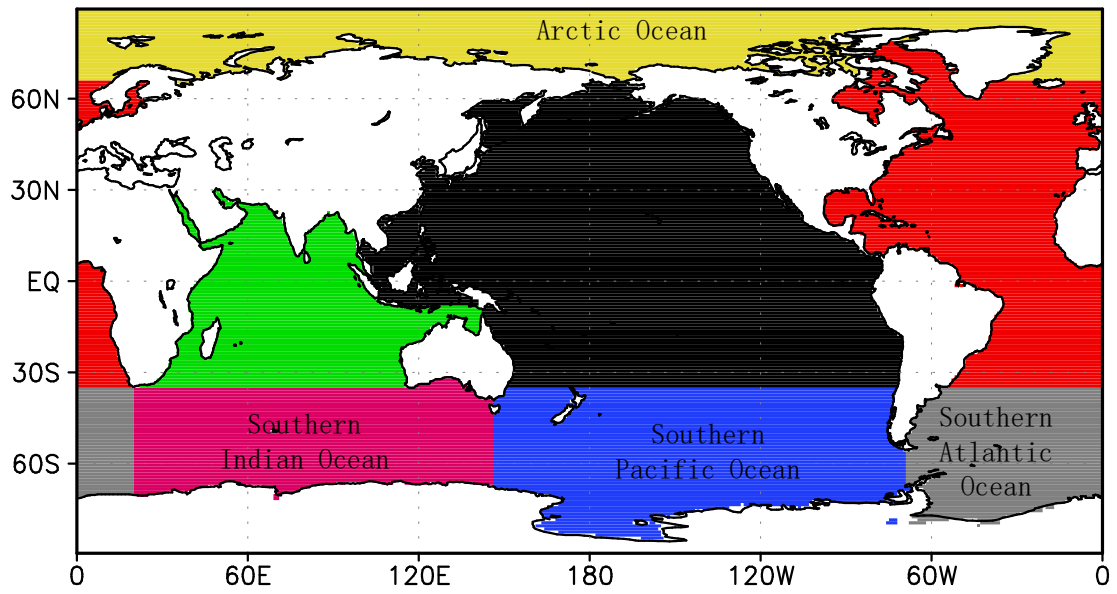 Arctic Ocean
60N
30N
EQ
30S
60S
Southern
Indian Ocean
Southern
Pacific Ocean
Southern
Atlantic
Ocean
0
60E
120E
180
120W
60W
0